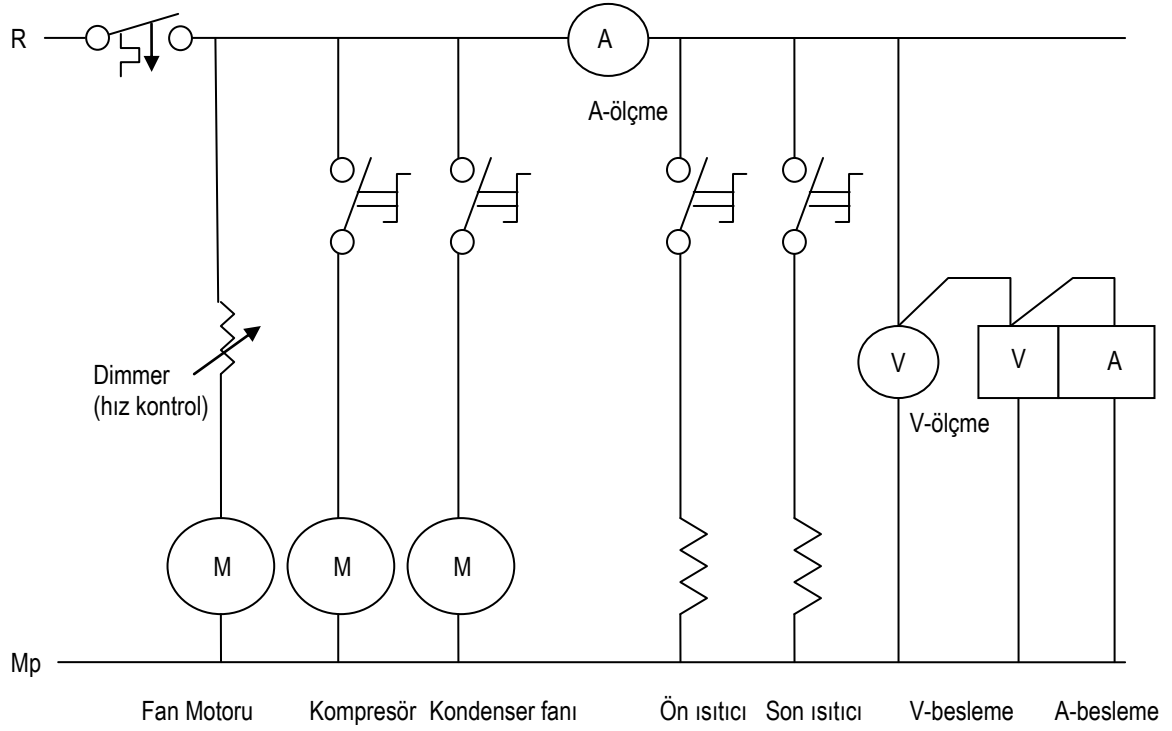 R
A
A-ölçme
Dimmer
(hız kontrol)
V
V
A
V-ölçme
M
M
M
Mp
Fan Motoru Kompresör Kondenser fanı Ön ısıtıcı Son ısıtıcı V-besleme A-besleme